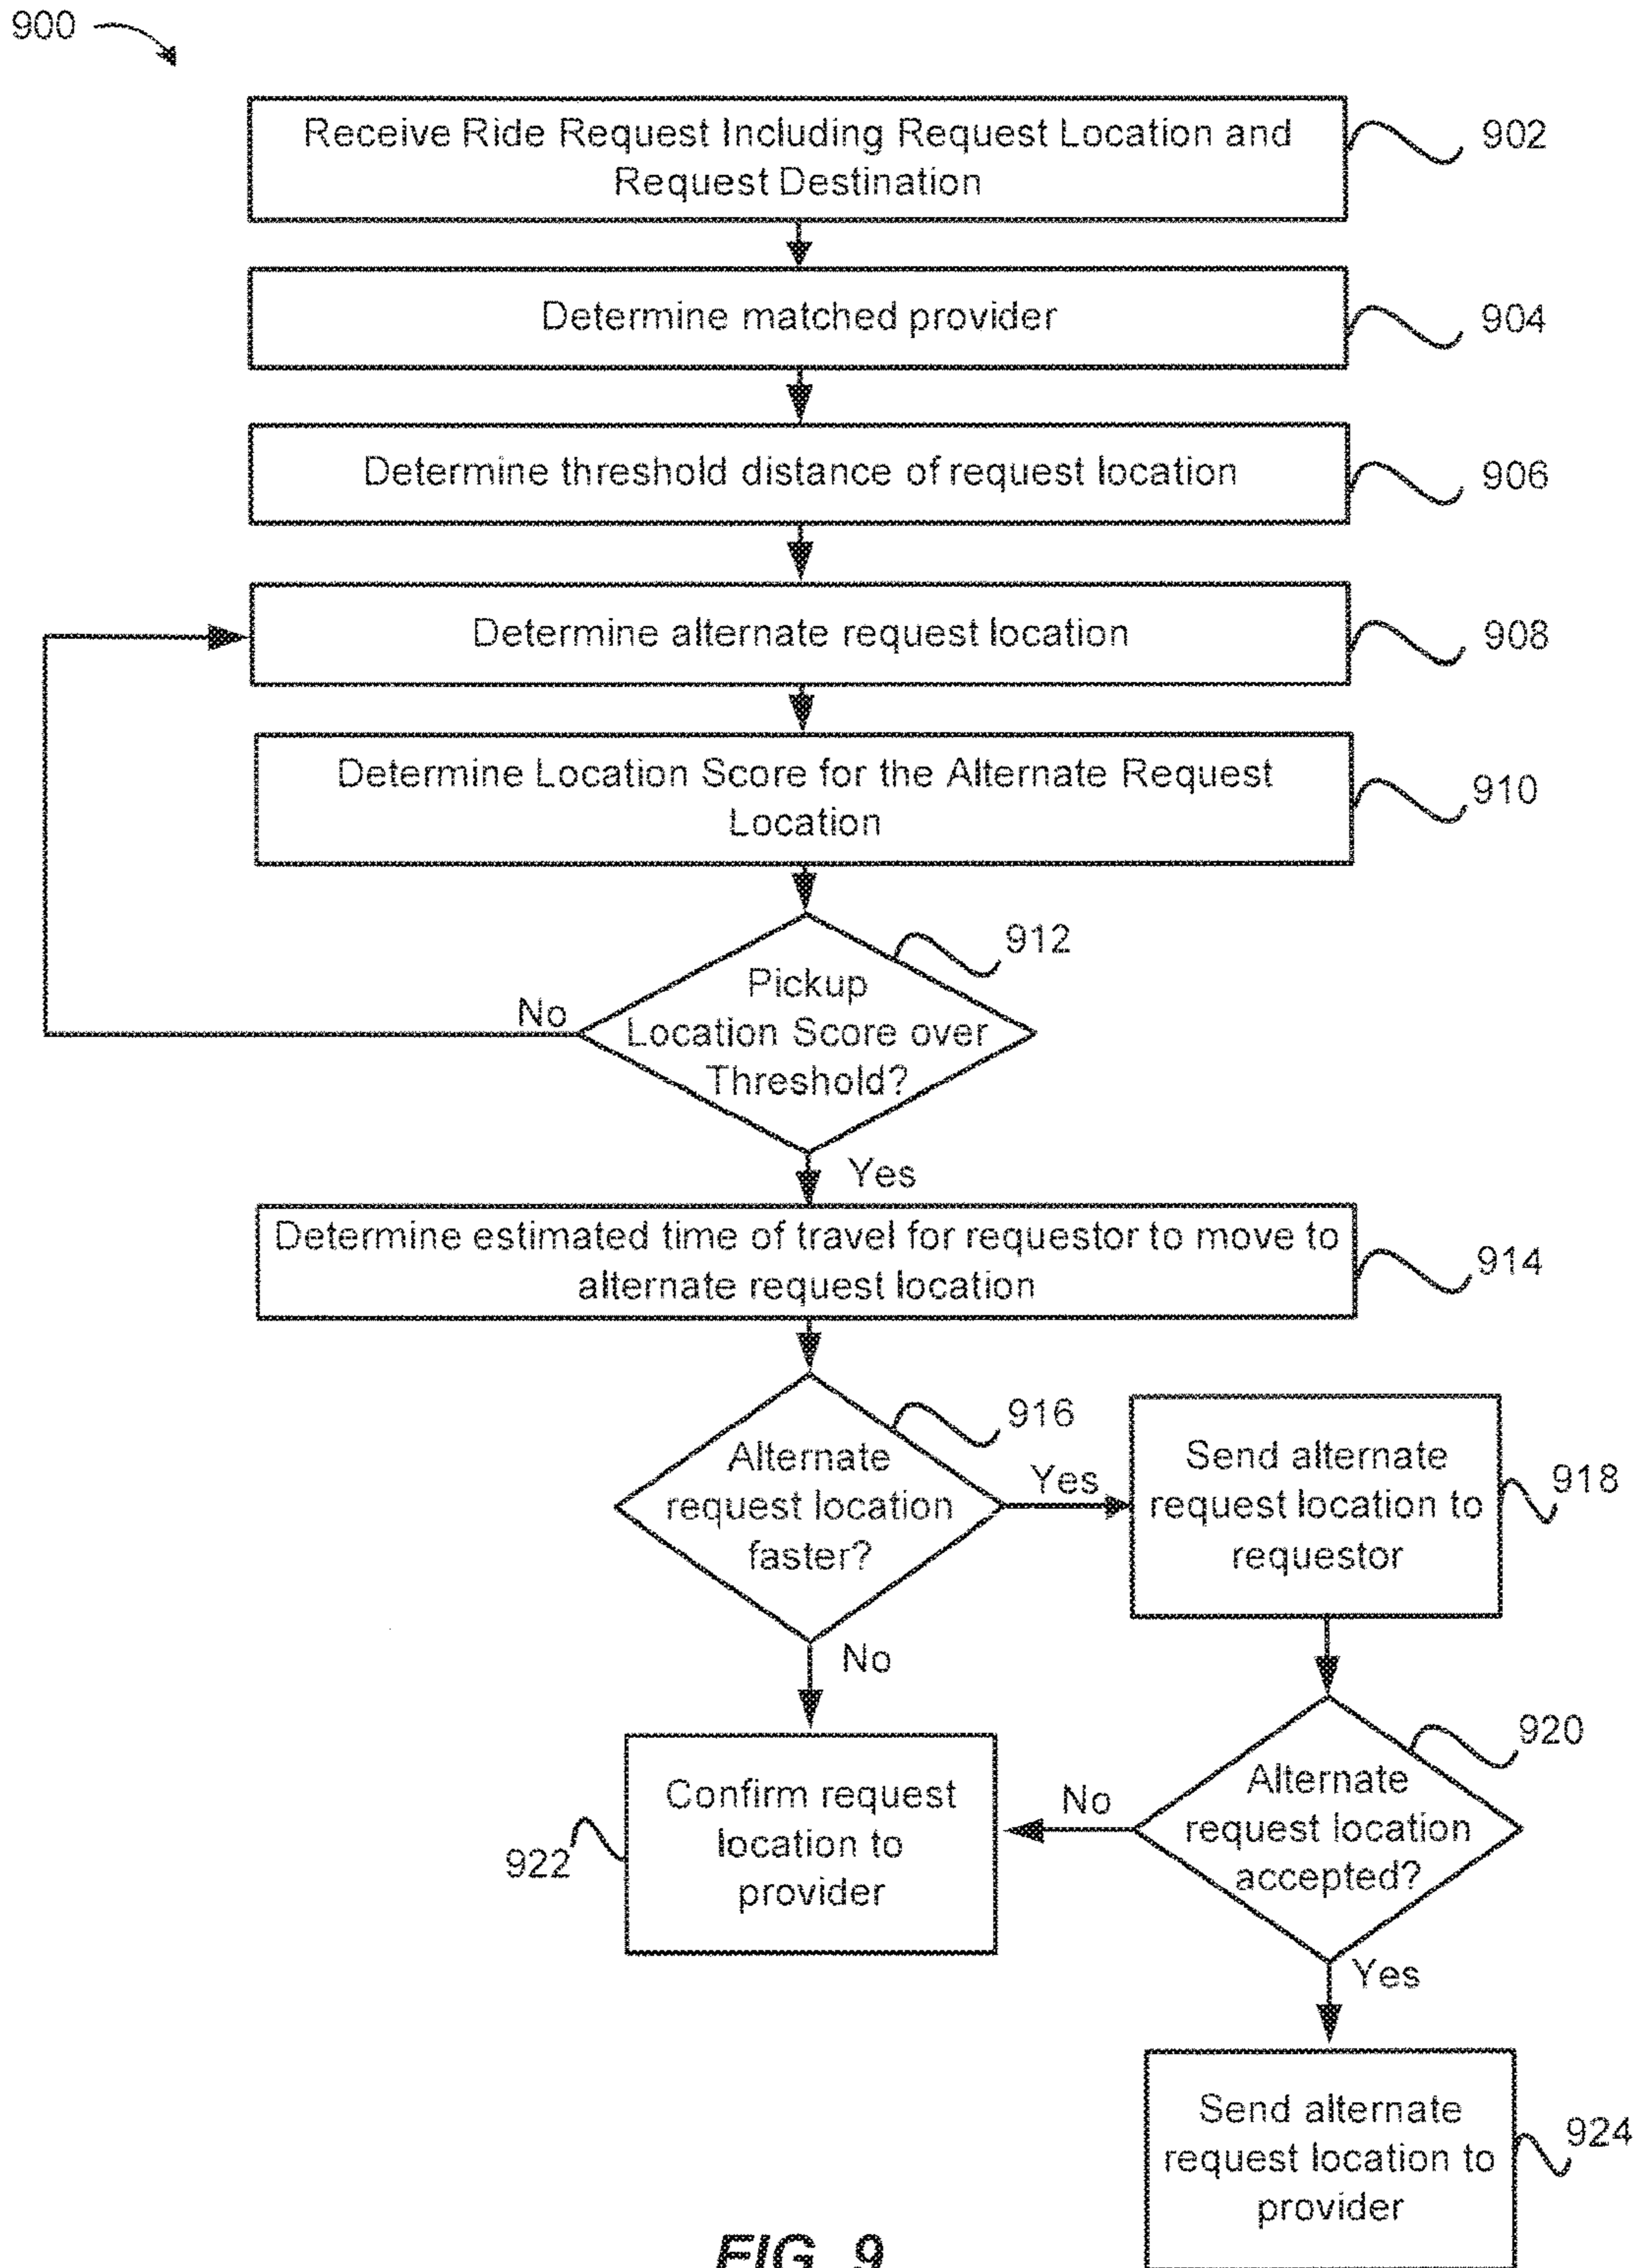 900
Receive Ride Request Including Request Location and
Request Destination
902
Determine matched provider
904
Determine threshold distance of request location
906
Determine alternate request location
908
Determine Location Score for the Alternate Request
Location
910
912
Pickup
Location Score over
Threshold?
No
Yes
Determine estimated time of travel for requestor to move to
alternate request location
914
916
Alternate
request location
faster?
Yes
Send alternate
request location to
requestor
918
No
920
Alternate
request location
accepted?
No
Confirm request
location to
provider
922
Yes
Send alternate
request location to
provider
924
FIG. 9